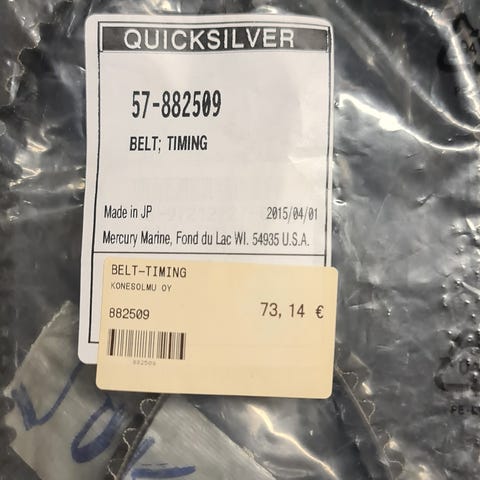 QUICKSILVER
57-882509
BELT; TIMING
Made in JP 2015/04/01
Mercury Marine, Fond du Lac WI. 54935 U.S.A.
BELT-TIMING
KONESOLMU OY
882509 73,14 €
882509